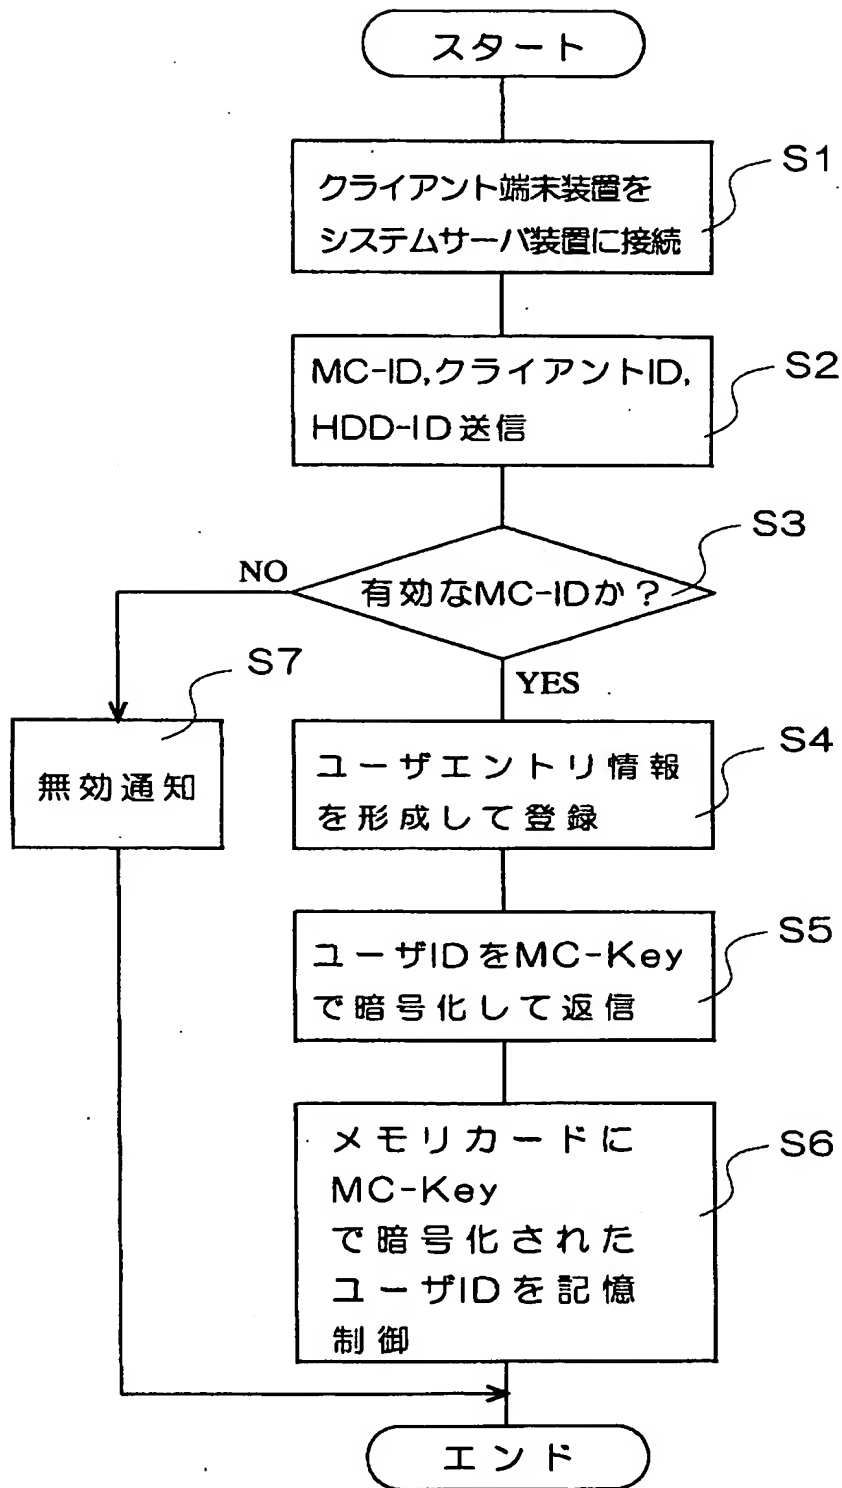 スタート
S1
クライアント端末装置を
システムサーバ装置に接続
S2
MC-ID,クライアントID,
HDD-ID送信
S3
有効なMC-IDか?
NO
YES
S7
無効通知
S4
ユーザエントリ情報
を形成して登録
S5
ユーザIDをMC-Key
で暗号化して返信
S6
メモリカードに
MC-Key
で暗号化された
ユーザIDを記憶
制御
エンド